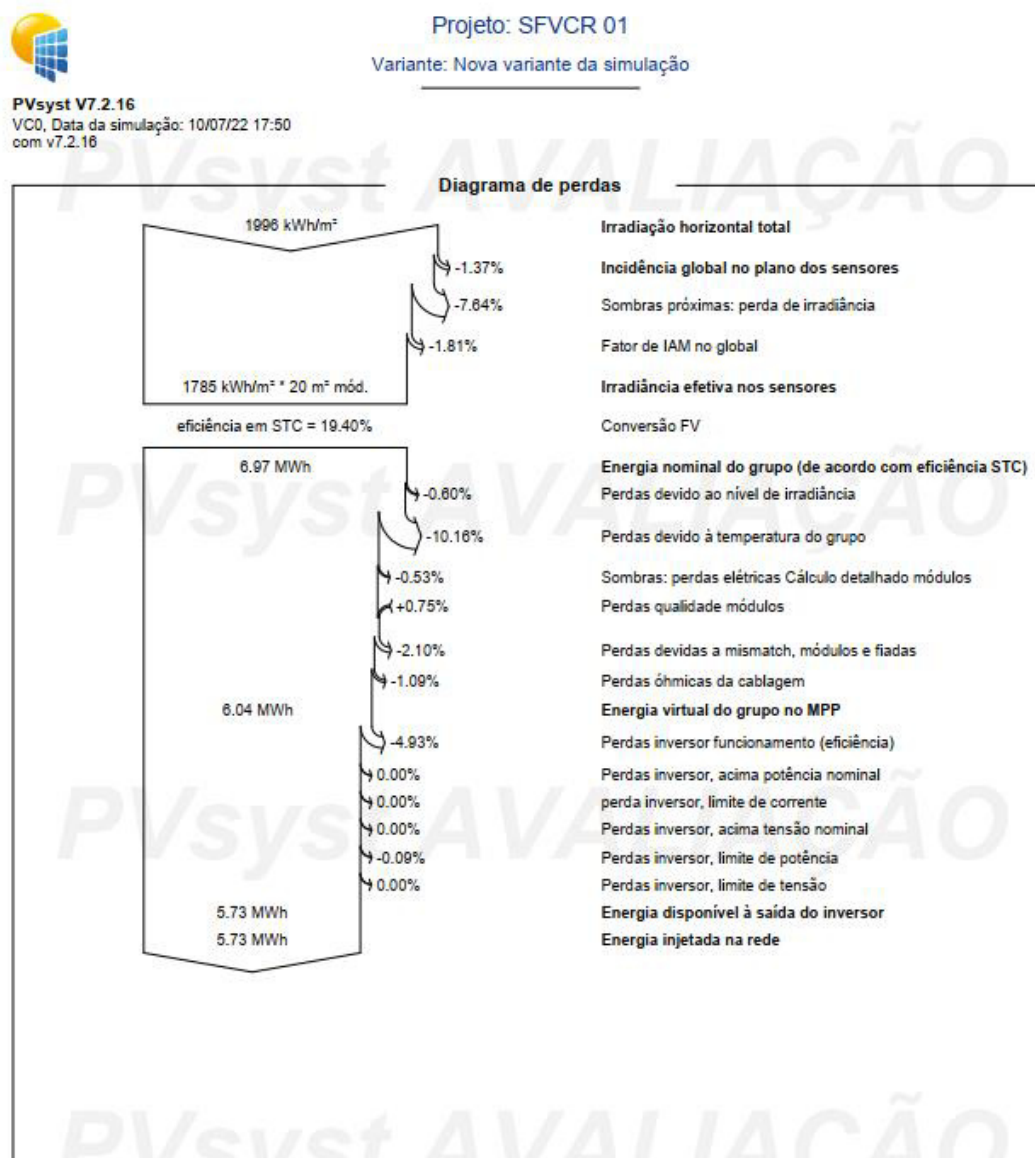 Projeto: SFVCR 01
Variante: Nova variante da simulação
PVsyst V7.2.16
VC0, Data da simulação: 10/07/22 17:50
com v7.2.16
PVsyst AVALIAÇÃO
Diagrama de perdas
1996 kWh/m² Irradiação horizontal total
-1.37% Incidência global no plano dos sensores
-7.64% Sombras próximas: perda de irradiância
-1.81% Fator de IAM no global
1785 kWh/m² * 20 m² mód. Irradiância efetiva nos sensores
eficiência em STC = 19.40% Conversão FV
6.97 MWh Energia nominal do grupo (de acordo com eficiência STC)
PVsyst AVALIAÇÃO
-0.60% Perdas devido ao nível de irradiância
-10.16% Perdas devido à temperatura do grupo
-0.53% Sombras: perdas elétricas Cálculo detalhado módulos
+0.75% Perdas qualidade módulos
-2.10% Perdas devidas a mismatch, módulos e fiadas
-1.09% Perdas óhmicas da cablagem
6.04 MWh Energia virtual do grupo no MPP
-4.93% Perdas inversor funcionamento (eficiência)
0.00% Perdas inversor, acima potência nominal
0.00% perda inversor, limite de corrente
PVsyst AVALIAÇÃO
0.00% Perdas inversor, acima tensão nominal
-0.09% Perdas inversor, limite de potência
0.00% Perdas inversor, limite de tensão
5.73 MWh Energia disponível à saída do inversor
5.73 MWh Energia injetada na rede
PVsyst AVALIAÇÃO